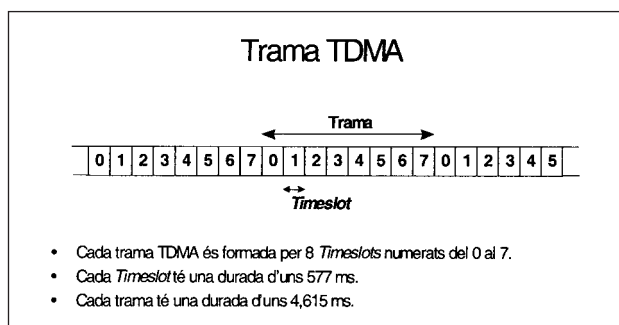 Trama TDMA
Trama
0 1 2 3 4 5 6 7 0 1 2 3 4 5 6 7 0 1 2 3 4 5
Timeslot
• Cada trama TDMA és formada per 8 Timeslots numerats del 0 al 7.
• Cada Timeslot té una durada d'uns 577 ms.
• Cada trama té una durada d'uns 4,615 ms.